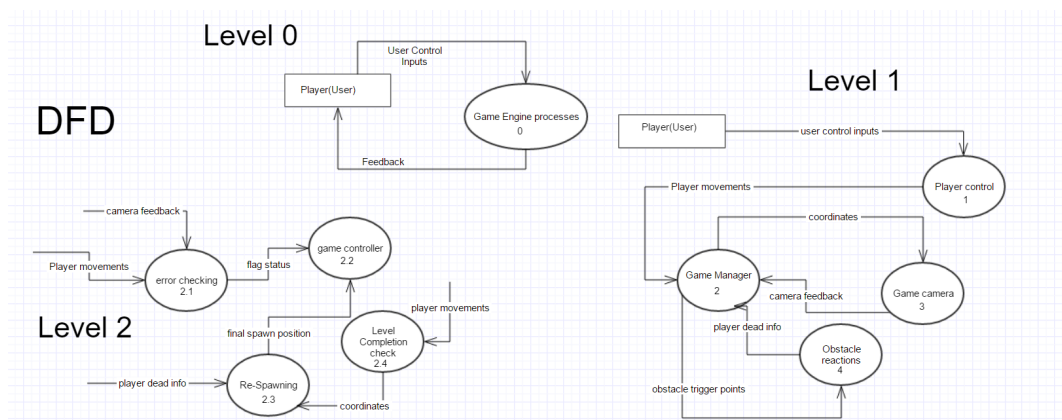 Level 0
User Control
Inputs
Player(User)
Game Engine processes
0
Feedback
DFD
Level 1
Player(User)
user control inputs
Player control
1
Player movements
coordinates
Game Manager
2
Game camera
3
camera feedback
player dead info
Obstacle
reactions
4
obstacle trigger points
Level 2
camera feedback
Player movements
error checking
2.1
flag status
game controller
2.2
final spawn position
player movements
Level
Completion
check
2.4
player dead info
Re-Spawning
2.3
coordinates